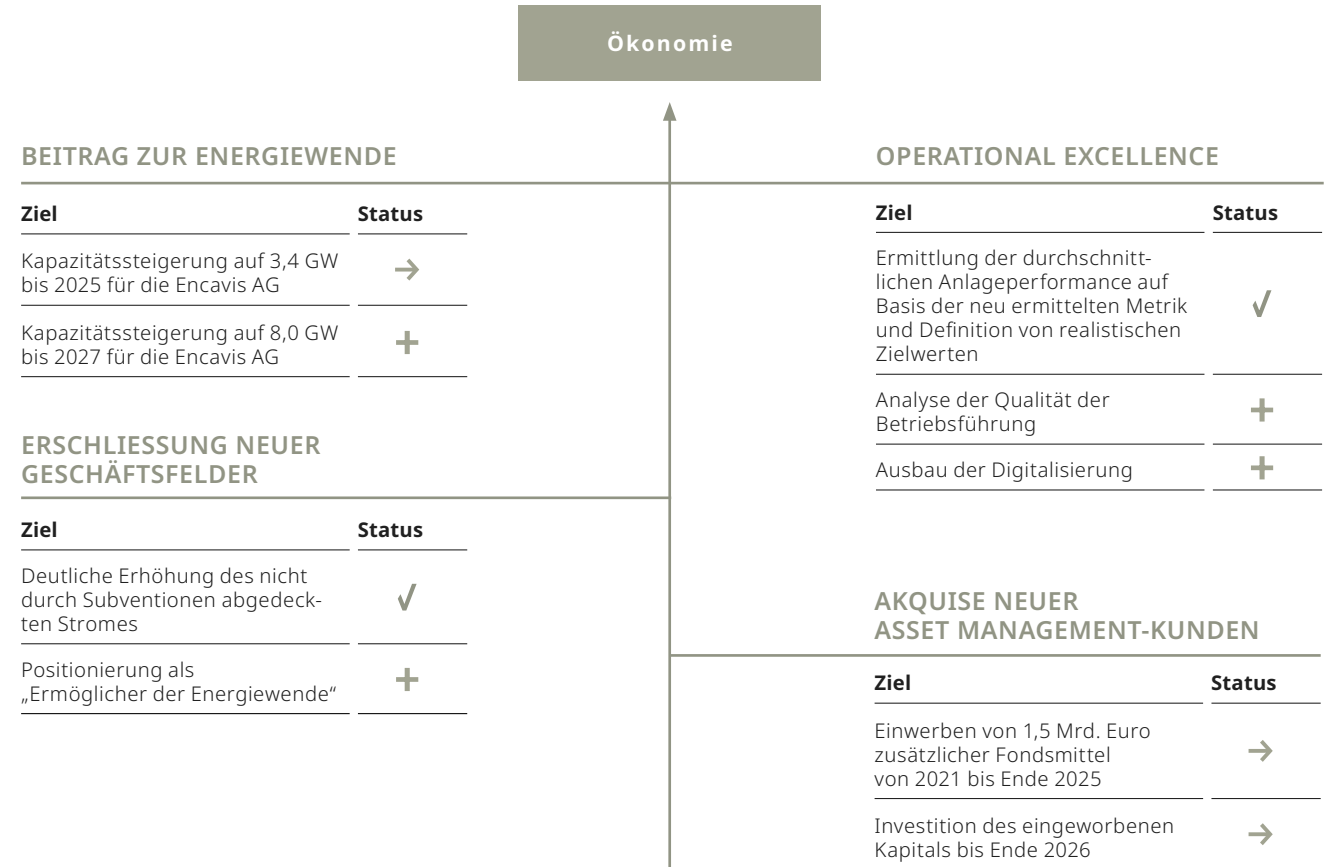 Ökonomie
BEITRAG ZUR ENERGIEWENDE
Ziel Status
Kapazitätssteigerung auf 3,4 GW
bis 2025 für die Encavis AG
→
Kapazitätssteigerung auf 8,0 GW
bis 2027 für die Encavis AG
+
ERSCHLIESSUNG NEUER
GESCHÄFTSFELDER
Ziel Status
Deutliche Erhöhung des nicht
durch Subventionen abgedeck-
ten Stromes
√
Positionierung als
„Ermöglicher der Energiewende“
+
OPERATIONAL EXCELLENCE
Ziel Status
Ermittlung der durchschnitt-
lichen Anlageperformance auf
Basis der neu ermittelten Metrik
und Definition von realistischen
Zielwerten
√
Analyse der Qualität der
Betriebsführung
+
Ausbau der Digitalisierung
+
AKQUISE NEUER
ASSET MANAGEMENT-KUNDEN
Ziel Status
Einwerben von 1,5 Mrd. Euro
zusätzlicher Fondsmittel
von 2021 bis Ende 2025
→
Investition des eingeworbenen
Kapitals bis Ende 2026
→